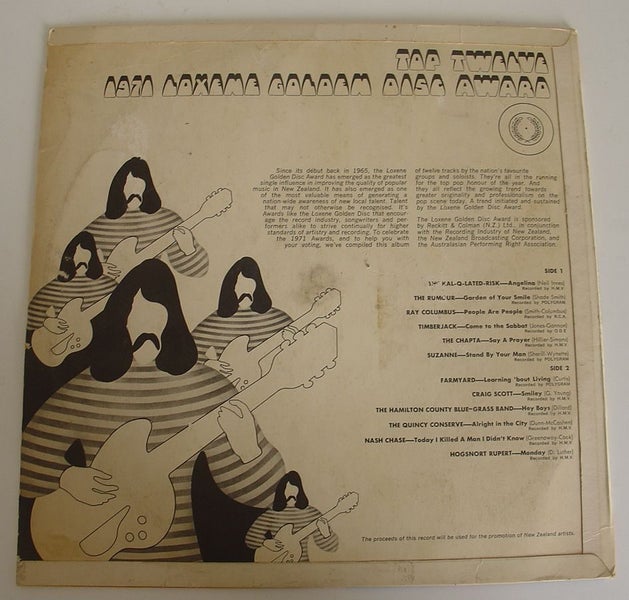 TOP TWELVE
1971 LOXENE GOLDEN DISC AWARD
Since its debut back in 1965, the Loxene
Golden Disc Award has emerged as the greatest
single influence in improving the quality of popular
music in New Zealand. It has also emerged as one
of the most valuable means of generating a
nation-wide awareness of new local talent. Talent
that may not otherwise be recognised. It's
Awards like the Loxene Golden Disc that encour-
age the record industry, songwriters and per-
formers alike to strive continually for higher
standards of artistry and recording. To celebrate
the 1971 Awards, and to help you with
your voting, we've compiled this album
of twelve tracks by the nation's favourite
groups and soloists. They're all in the running
for the top pop honour of the year. And
they all reflect the growing trend towards
greater originality and professionalism on the
pop scene today. A trend initiated and sustained
by the Loxene Golden Disc Award.
The Loxene Golden Disc Award is sponsored
by Reckitt & Colman (N.Z.) Ltd., in conjunction
with the Recording Industry of New Zealand,
the New Zealand Broadcasting Corporation, and
the Australasian Performing Right Association.
SIDE 1
KAL-Q-LATED-RISK—Angelina (Neil Innes)
Recorded by H.M.V.
THE RUMOUR—Garden of Your Smile (Shade Smith)
Recorded by POLYGRAM
RAY COLUMBUS—People Are People (Smith-Columbus)
Recorded by R.C.A.
TIMBERJACK—Come to the Sabbat (Jones-Gannon)
Recorded by
THE CHAPTA—Say A Prayer (Hillier-Simons)
Recorded by H.M.V.
SUZANNE—Stand By Your Man (Sherill-Wynette)
Recorded by POLYGRAM
SIDE 2
FARMYARD—Learning 'bout Living (Curtis)
Recorded by POLYGRAM
CRAIG SCOTT—Smiley Young)
Recorded by H.M.V.
THE HAMILTON COUNTY BLUE-GRASS BAND—Hey Boys (Dillard)
Recorded by H.M.V.
THE QUINCY CONSERVE—Alright in the City (Dunn-McCashen)
Recorded by H.M.V.
NASH CHASE—Today I Killed A Man I Didn't Know (Greenaway-Cook)
Recorded by H.M.V.
HOGSNORT RUPERT—Monday (D. Luther)
Recorded by H.M.V.
The proceeds of this record will be used for the promotion of New Zealand artists.